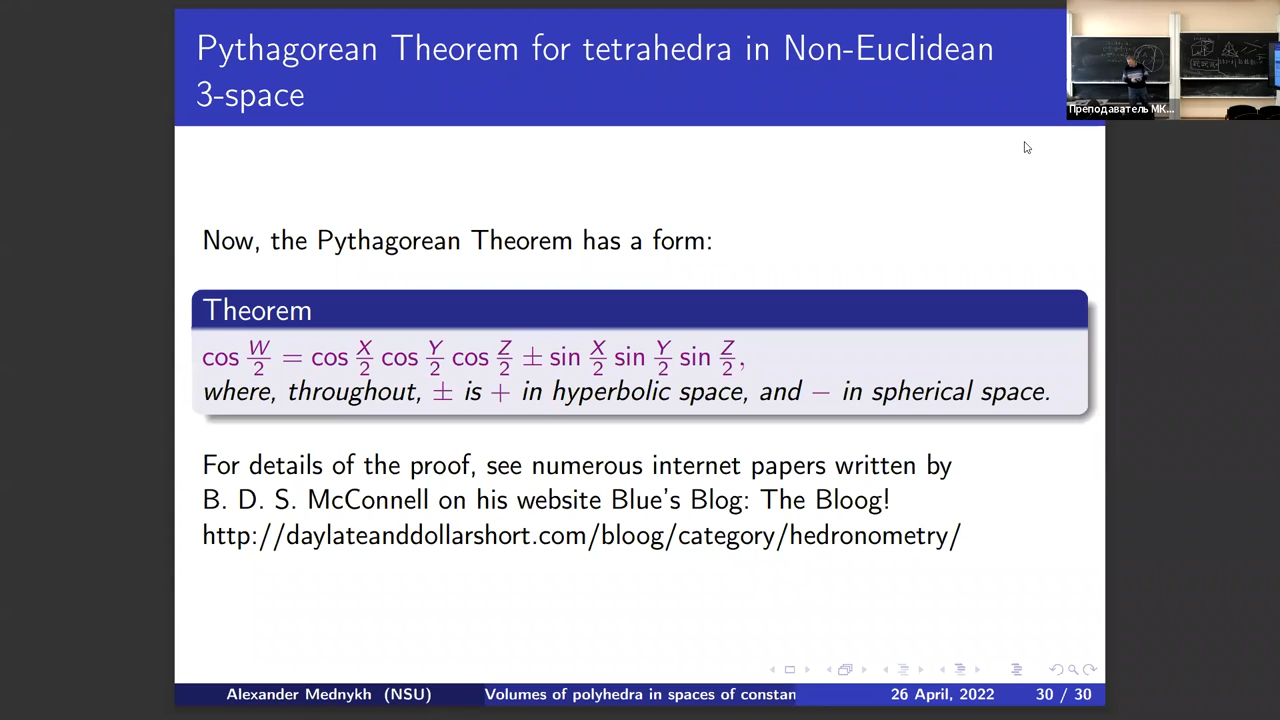 Pythagorean Theorem for tetrahedra in Non-Euclidean
3-space
Преподаватель МК...
Now, the Pythagorean Theorem has a form:
Theorem
cos W/2 = cos X/2 cos Y/2 cos Z/2 ± sin X/2 sin Y/2 sin Z/2,
where, throughout, ± is + in hyperbolic space, and − in spherical space.
For details of the proof, see numerous internet papers written by
B. D. S. McConnell on his website Blue's Blog: The Bloog!
http://daylateanddollarshort.com/bloog/category/hedronometry/
Alexander Mednykh (NSU) Volumes of polyhedra in spaces of constan 26 April, 2022 30 / 30